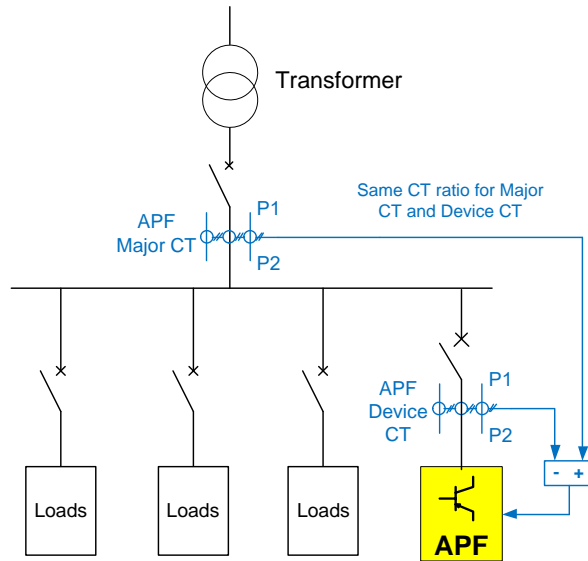 Transformer
Same CT ratio for Major
CT and Device CT
APF
Major CT
P1
P2
APF
Device
CT
P1
P2
- +
Loads
Loads
Loads
APF